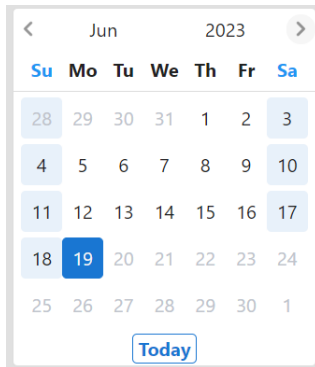 Jun 2023
Su Mo Tu We Th Fr Sa
28 29 30 31 1 2 3
4 5 6 7 8 9 10
11 12 13 14 15 16 17
18 19 20 21 22 23 24
25 26 27 28 29 30 1
Today